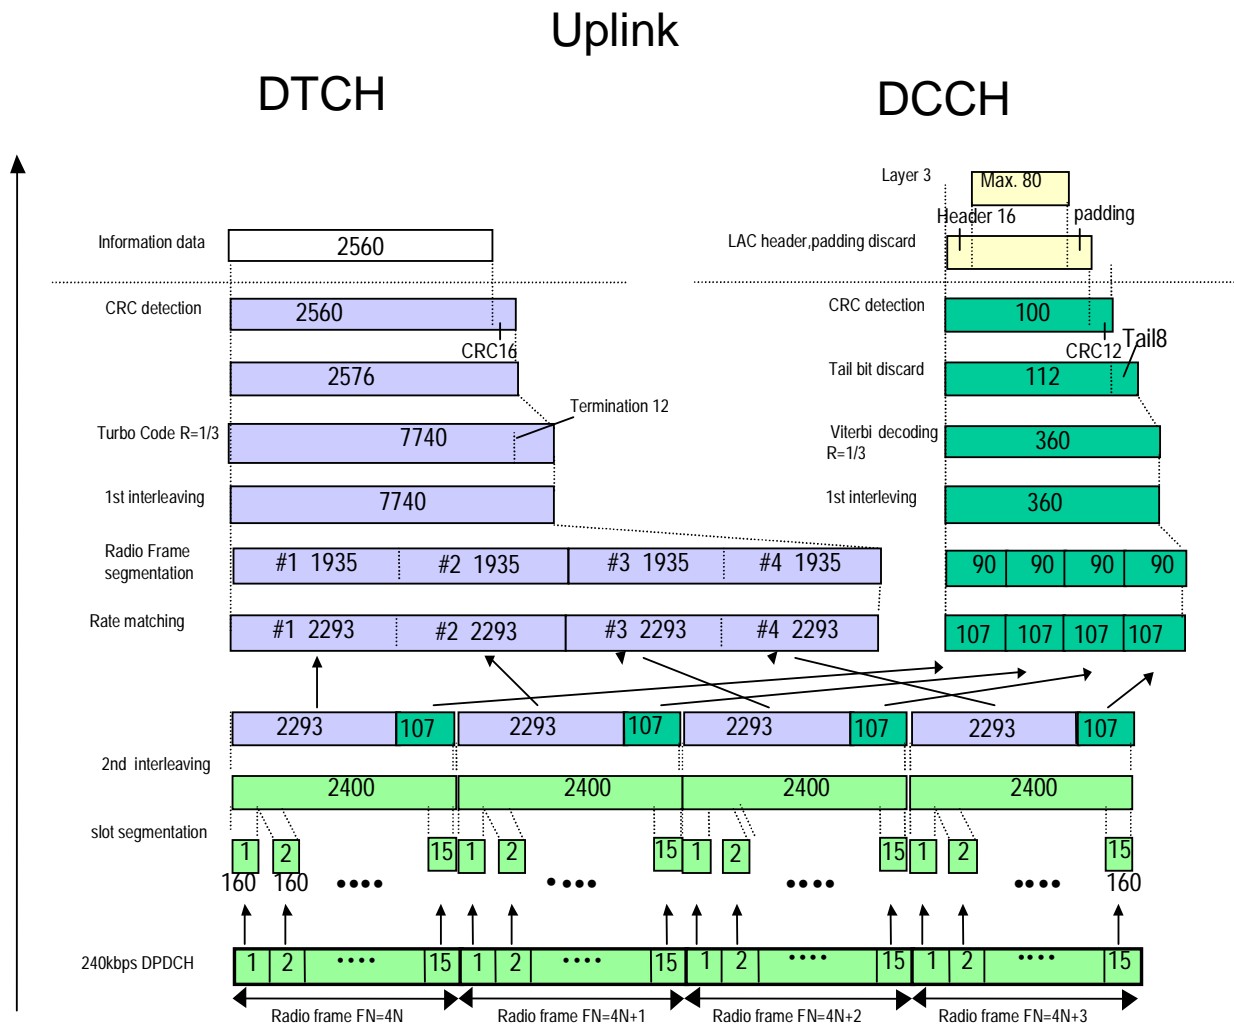 Uplink
DTCH
DCCH
Layer 3
Max. 80
Header 16
padding
Information data
2560
LAC header,padding discard
CRC detection
2560
CRC16
CRC detection
100
CRC12
Tail8
2576
Tail bit discard
112
Termination 12
Turbo Code R=1/3
7740
Viterbi decoding
R=1/3
360
1st interleaving
7740
1st interleving
360
Radio Frame
segmentation
#1 1935
#2 1935
#3 1935
#4 1935
90
90
90
90
Rate matching
#1 2293
#2 2293
#3 2293
#4 2293
107
107
107
107
2293
107
2293
107
2293
107
2293
107
2nd interleaving
2400
2400
2400
2400
slot segmentation
1
2
15
1
2
15
1
2
15
1
2
15
160
160
••••
••••
••••
••••
160
240kbps DPDCH
1
2
••••
15
1
2
••••
15
1
2
••••
15
1
2
••••
15
Radio frame FN=4N
Radio frame FN=4N+1
Radio frame FN=4N+2
Radio frame FN=4N+3